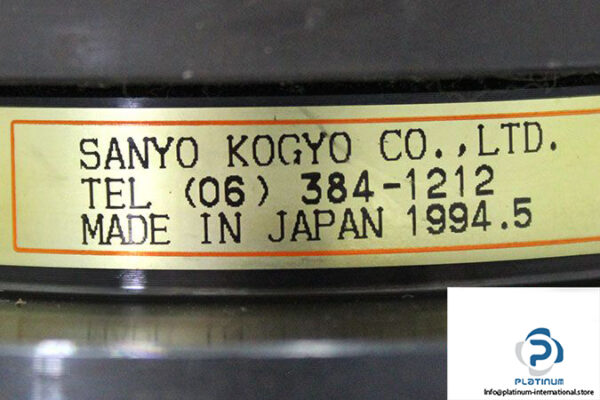 SANYO KOGYO CO.,LTD.
TEL (06) 384-1212
MADE IN JAPAN 1994.5
PLATINUM
info@platinum-international.store